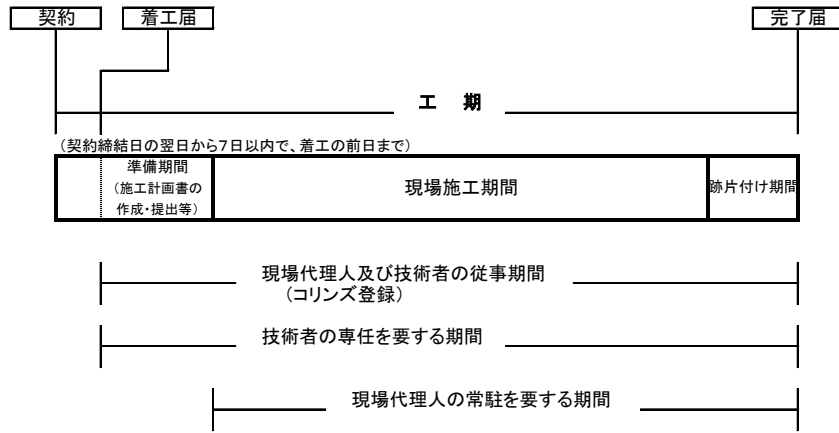 契約
着工届
完了届
工　期
(契約締結日の翌日から7日以内で、着工の前日まで)
準備期間
(施工計画書の
作成・提出等)
現場施工期間
跡片付け期間
現場代理人及び技術者の従事期間
(コリンズ登録)
技術者の専任を要する期間
現場代理人の常駐を要する期間